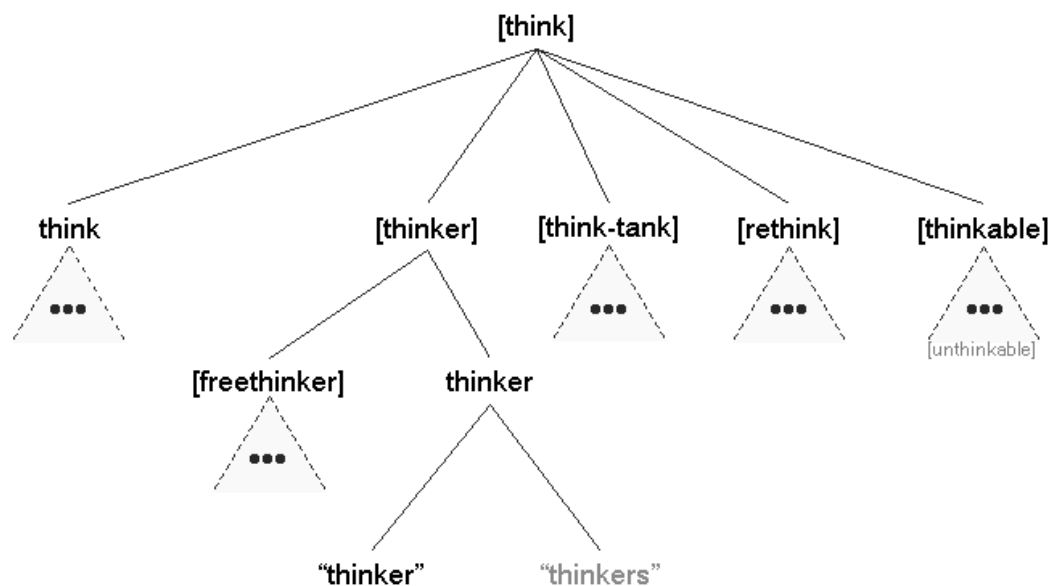 [think]
think [thinker] [think-tank] [rethink] [thinkable]
[unthinkable]
[freethinker] thinker
“thinker” “thinkers”